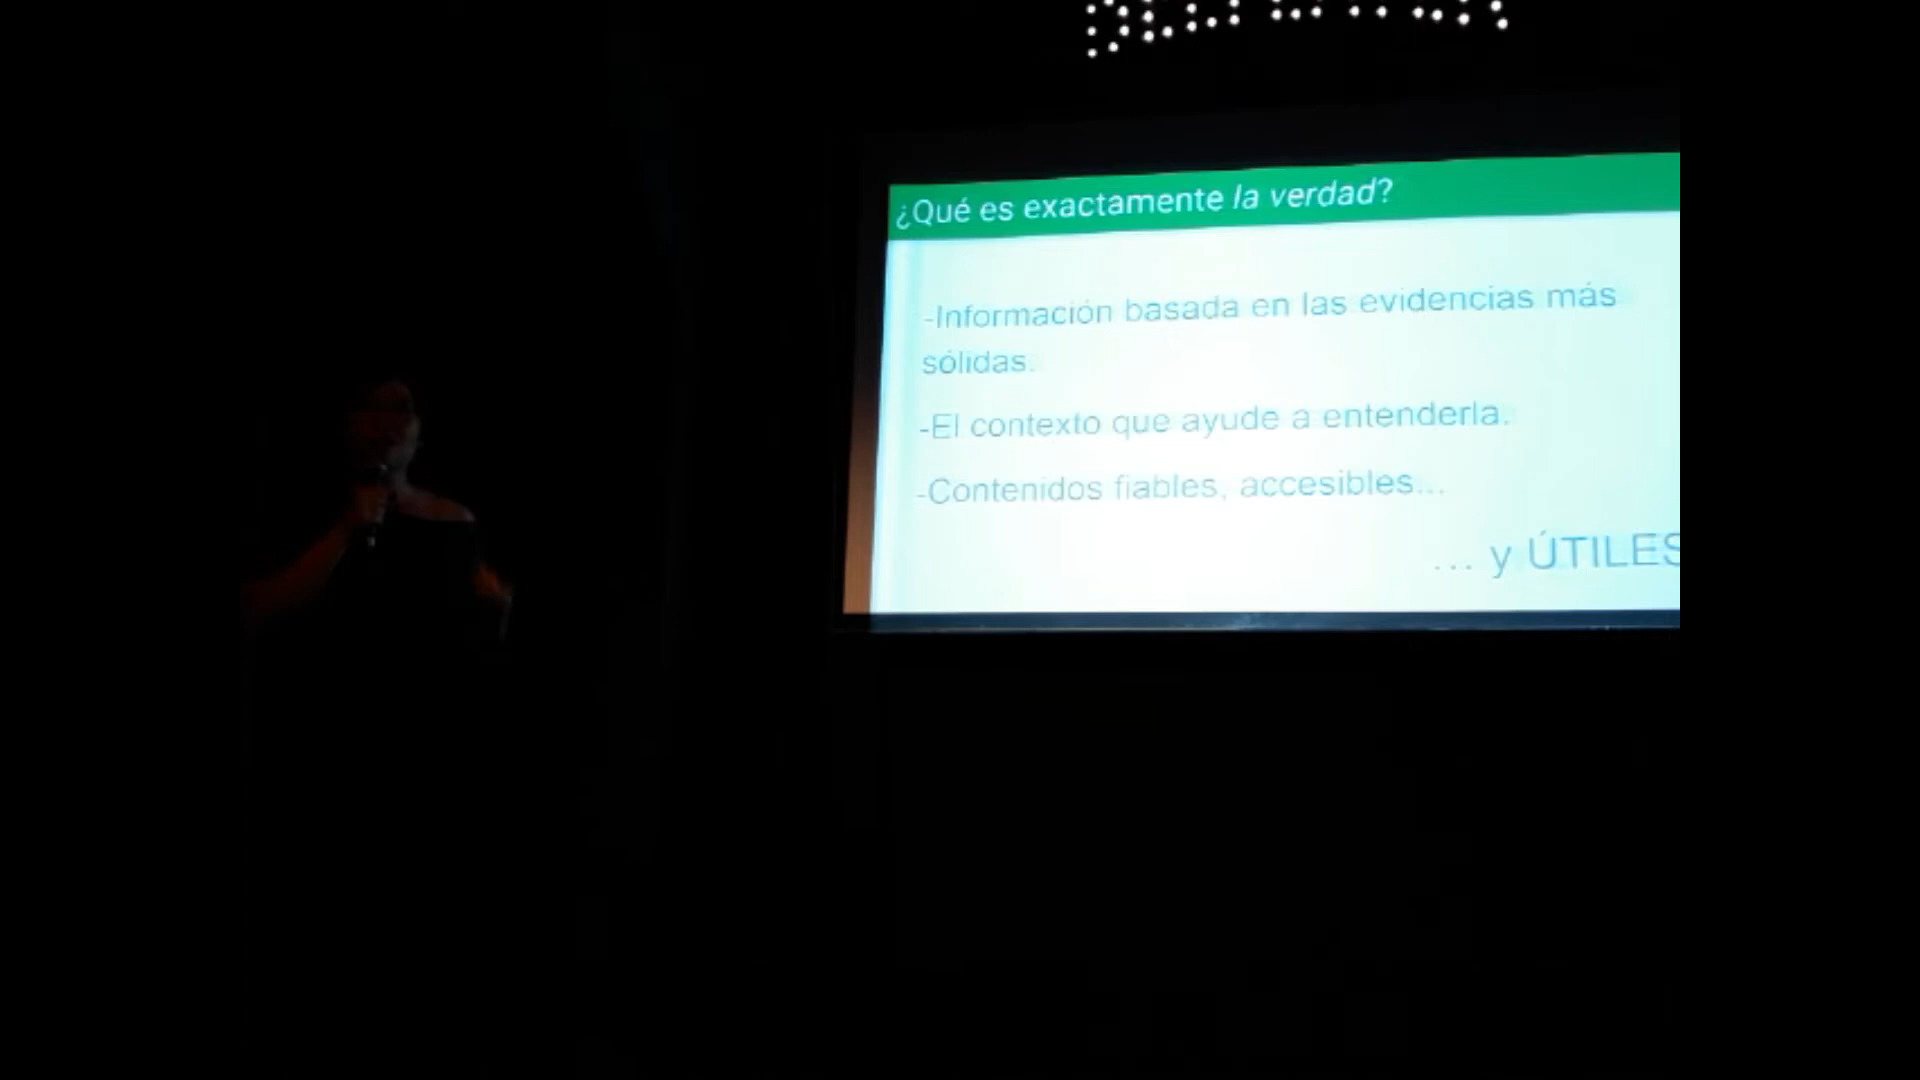 ¿Qué es exactamente la verdad?
-Información basada en las evidencias más
sólidas.
-El contexto que ayude a entenderla.
-Contenidos fiables, accesibles...
... y ÚTILES